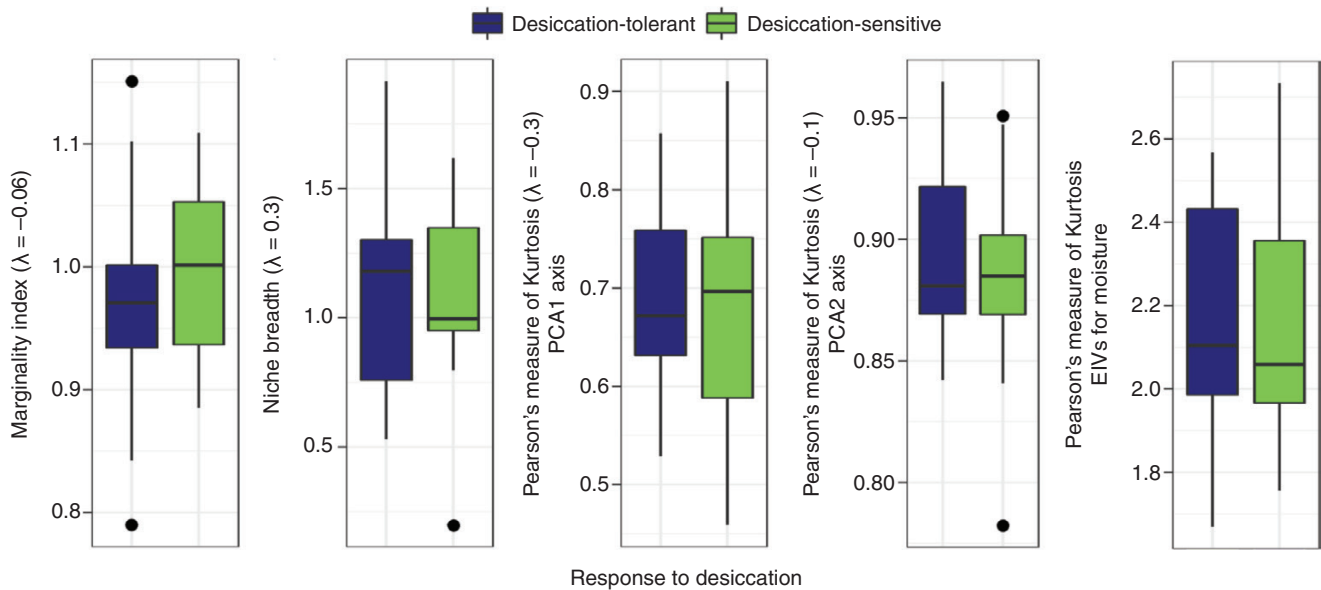 Desiccation-tolerant
Desiccation-sensitive
Marginality index (λ = –0.06)
1.1
1.0
0.9
0.8
Niche breadth (λ = 0.3)
1.5
1.0
0.5
Pearson's measure of Kurtosis (λ = –0.3)
PCA1 axis
0.9
0.8
0.7
0.6
0.5
Pearson's measure of Kurtosis (λ = –0.1)
PCA2 axis
0.95
0.90
0.85
0.80
Pearson's measure of Kurtosis
EIVs for moisture
2.6
2.4
2.2
2.0
1.8
Response to desiccation